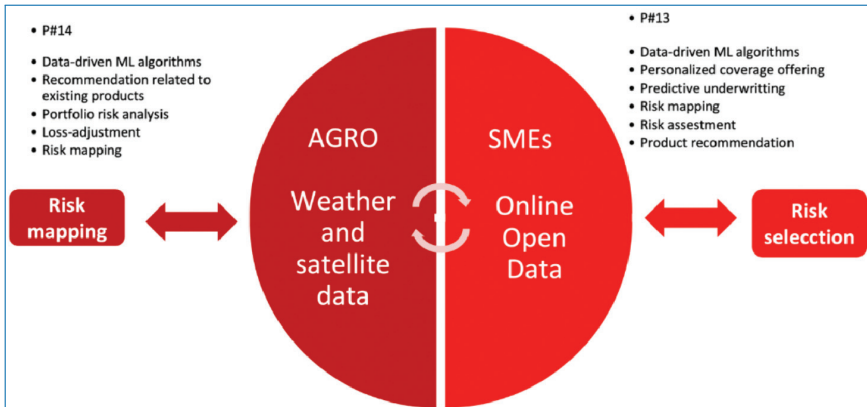 • P#14
• Data-driven ML algorithms
• Recommendation related to
existing products
• Portfolio risk analysis
• Loss-adjustment
• Risk mapping
Risk
mapping
AGRO
Weather
and
satellite
data
SMEs
Online
Open
Data
• P#13
• Data-driven ML algorithms
• Personalized coverage offering
• Predictive underwritting
• Risk mapping
• Risk assestment
• Product recommendation
Risk
selecction